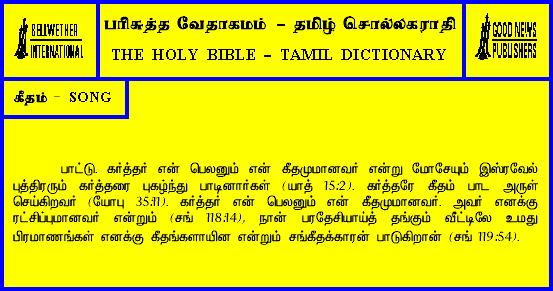 BELLWETHER
INTERNATIONAL
பரிசுத்த வேதாகமம் - தமிழ் சொல்லகராதி
THE HOLY BIBLE - TAMIL DICTIONARY
GOOD NEWS
PUBLISHERS
கீதம் - SONG
பாட்டு. கர்த்தர் என் பெலனும் என் கீதமுமானவர் என்று மோசேயும் இஸ்ரவேல்
புத்திரரும் கர்த்தரை புகழ்ந்து பாடினார்கள் (யாத் 15:2). கர்த்தரே கீதம் பாட அருள்
செய்கிறவர் (யோபு 35:11). கர்த்தர் என் பெலனும் என் கீதமுமானவர். அவர் எனக்கு
ரட்சிப்புமானவர் என்றும் (சங் 118:14), நான் பரதேசியாய்த் தங்கும் வீட்டிலே உமது
பிரமாணங்கள் எனக்கு கீதங்களாயின என்றும் சங்கீதக்காரன் பாடுகிறான் (சங் 119:54).